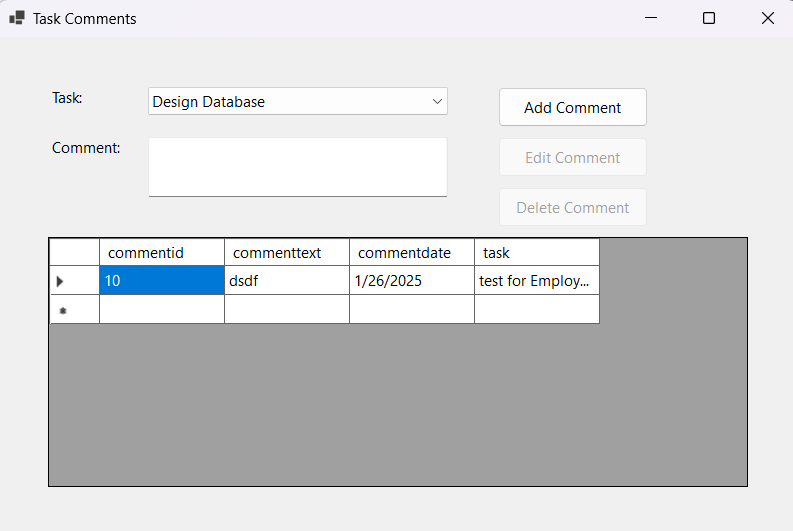 Task Comments
Task: Design Database Add Comment
Comment: Edit Comment
Delete Comment
commentid commenttext commentdate task
10 dsdf 1/26/2025 test for Employ...